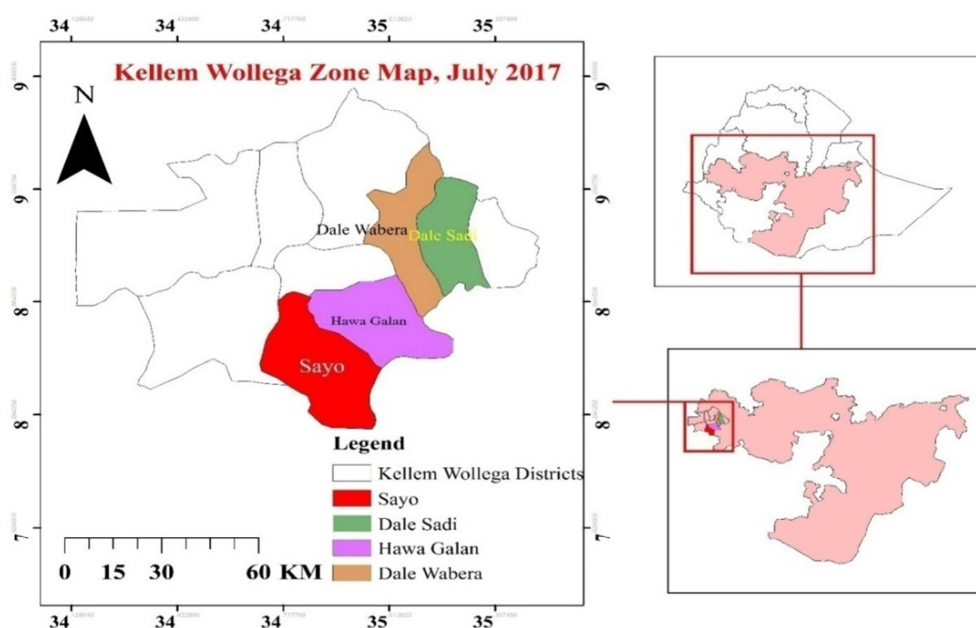 34 34 34 35 35
Kellem Wollega Zone Map, July 2017
N
9
9
8
8
7
9
9
8
8
7
Dale Wabera
Dale Sadi
Hawa Galan
Sayo
Legend
Kellem Wollega Districts
Sayo
Dale Sadi
Hawa Galan
Dale Wabera
0 15 30 60 KM
34 34 34 35 35